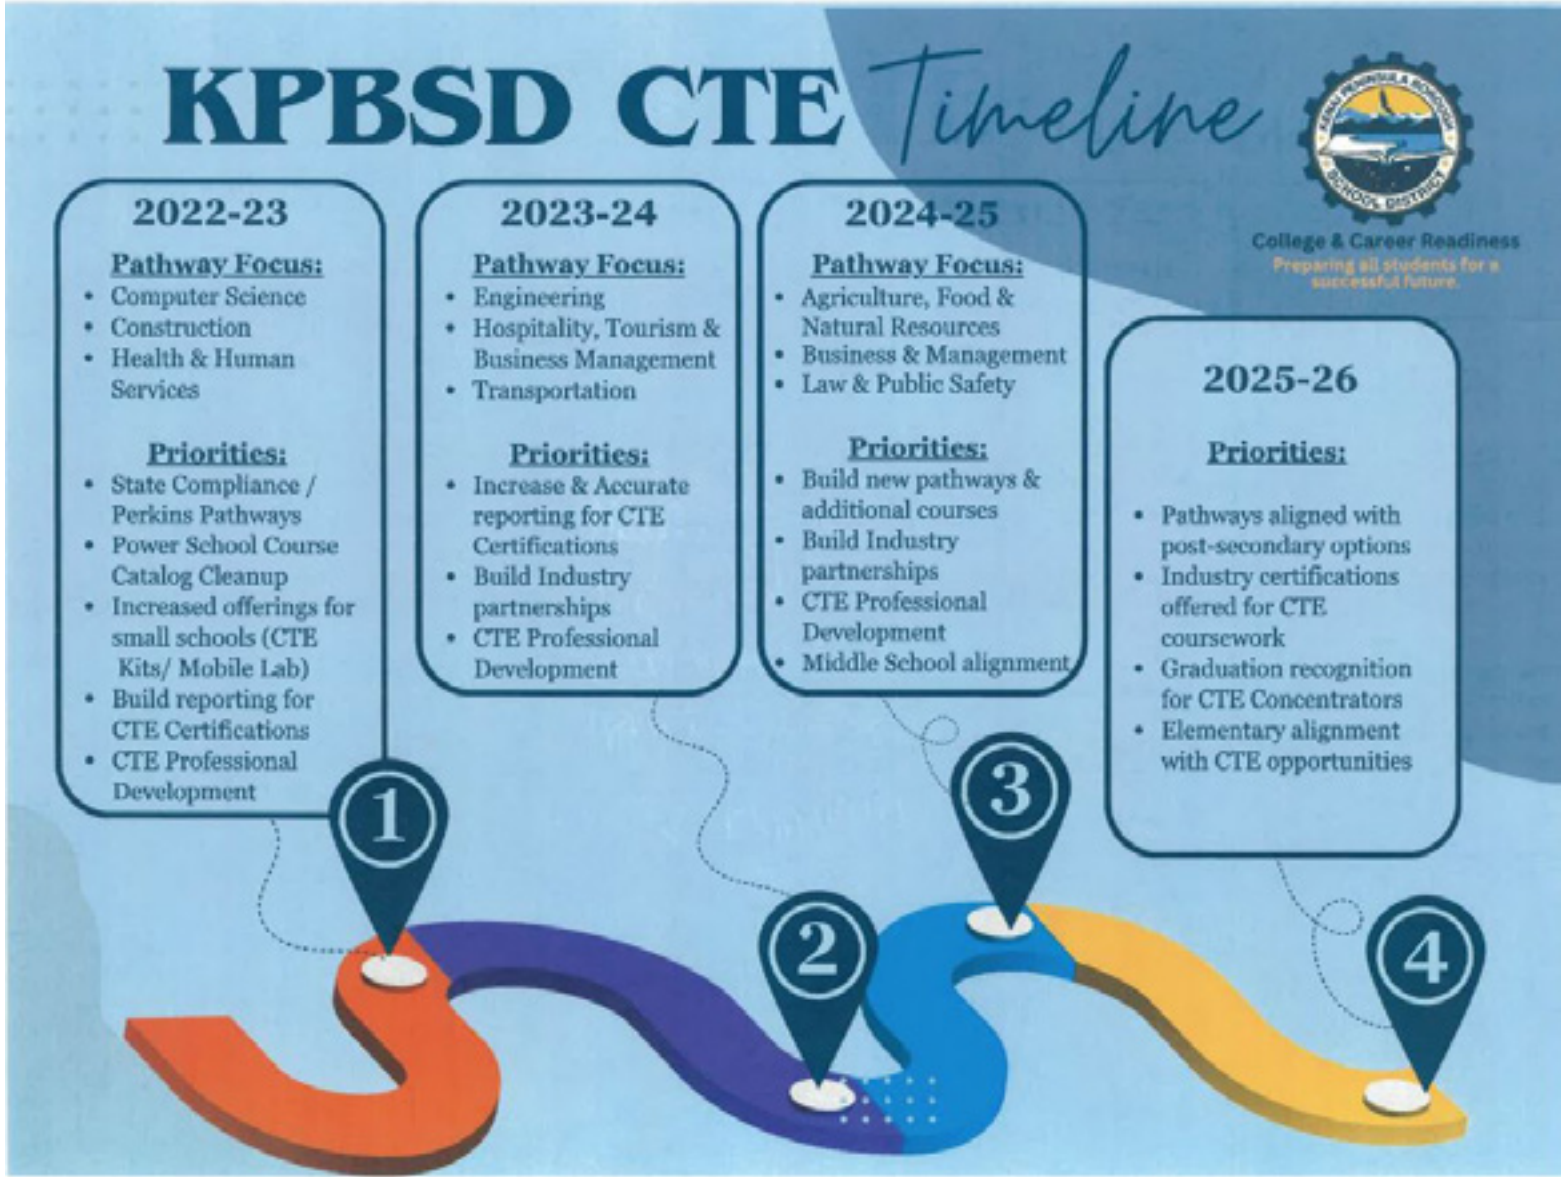 KPBSD CTE Timeline
KENAI PENINSULA BOROUGH
SCHOOL DISTRICT
College & Career Readiness
Preparing all students for a
successful future.
2022-23
Pathway Focus:
• Computer Science
• Construction
• Health & Human
Services
Priorities:
• State Compliance /
Perkins Pathways
• Power School Course
Catalog Cleanup
• Increased offerings for
small schools (CTE
Kits/ Mobile Lab)
• Build reporting for
CTE Certifications
• CTE Professional
Development
2023-24
Pathway Focus:
• Engineering
• Hospitality, Tourism &
Business Management
• Transportation
Priorities:
• Increase & Accurate
reporting for CTE
Certifications
• Build Industry
partnerships
• CTE Professional
Development
2024-25
Pathway Focus:
• Agriculture, Food &
Natural Resources
• Business & Management
• Law & Public Safety
Priorities:
• Build new pathways &
additional courses
• Build Industry
partnerships
• CTE Professional
Development
• Middle School alignment
2025-26
Priorities:
• Pathways aligned with
post-secondary options
• Industry certifications
offered for CTE
coursework
• Graduation recognition
for CTE Concentrators
• Elementary alignment
with CTE opportunities
1
2
3
4